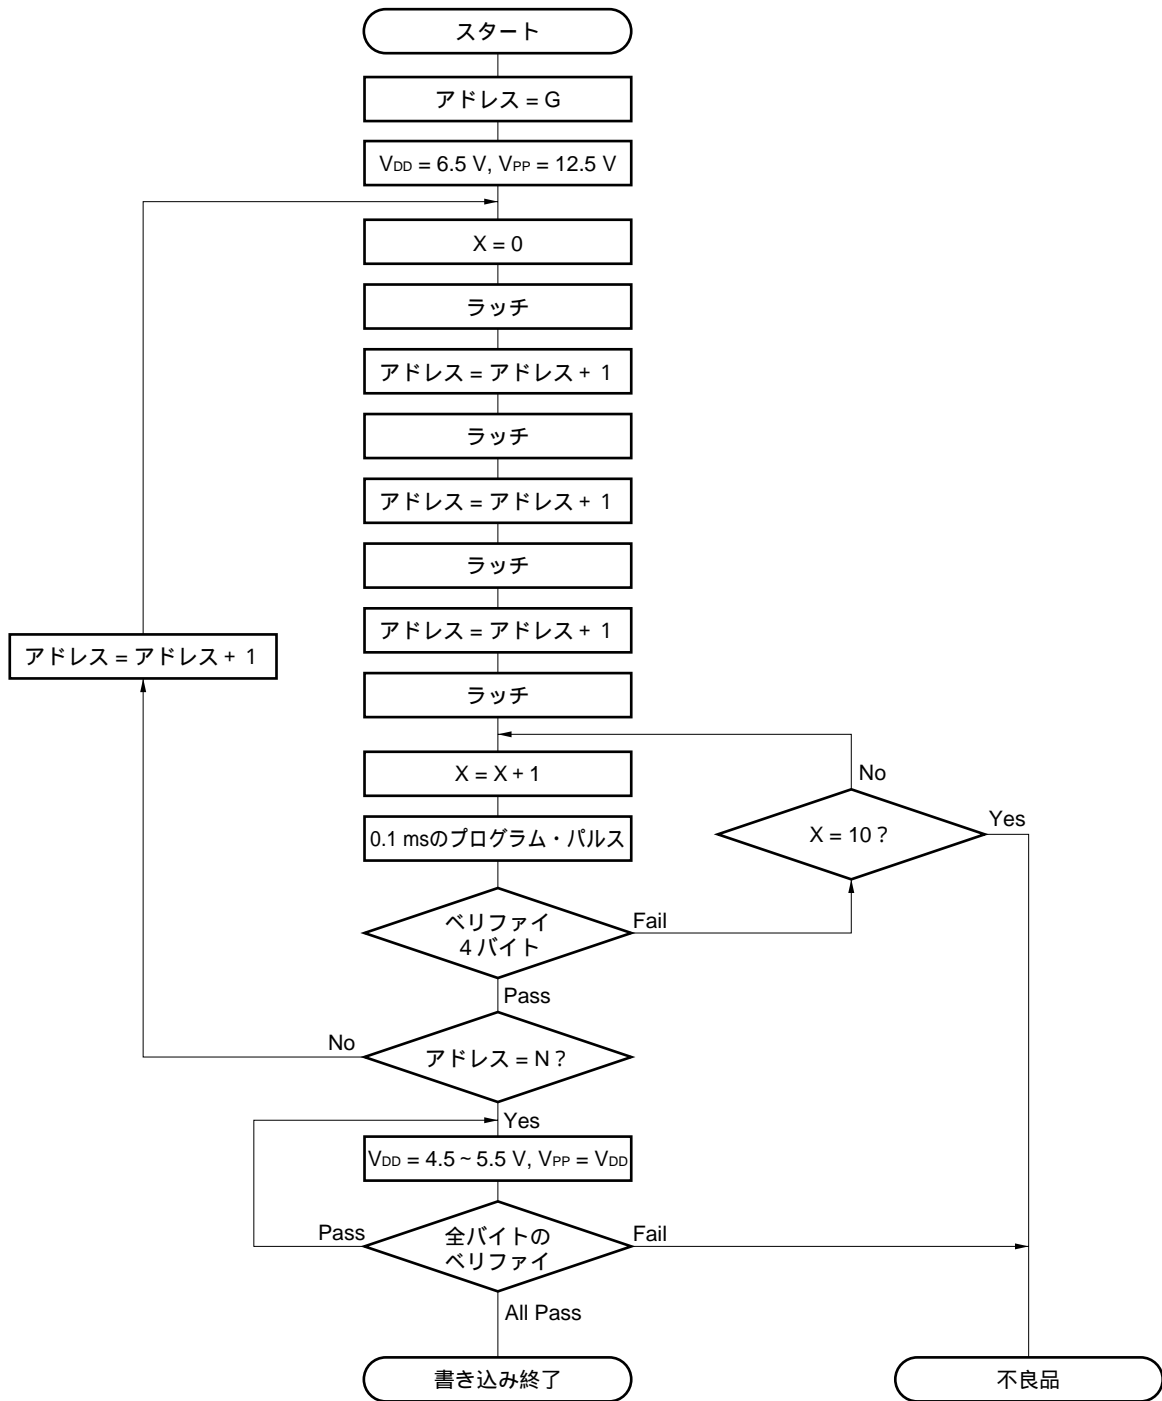 スタート
アドレス = G
VDD = 6.5 V, VPP = 12.5 V
X = 0
ラッチ
アドレス = アドレス + 1
ラッチ
アドレス = アドレス + 1
ラッチ
アドレス = アドレス + 1
アドレス = アドレス + 1
ラッチ
X = X + 1
No
X = 10 ?
Yes
0.1 msのプログラム・パルス
ベリファイ
4 バイト
Fail
Pass
No
アドレス = N ?
Yes
VDD = 4.5 ~ 5.5 V, VPP = VDD
Pass
全バイトの
ベリファイ
Fail
All Pass
書き込み終了
不良品